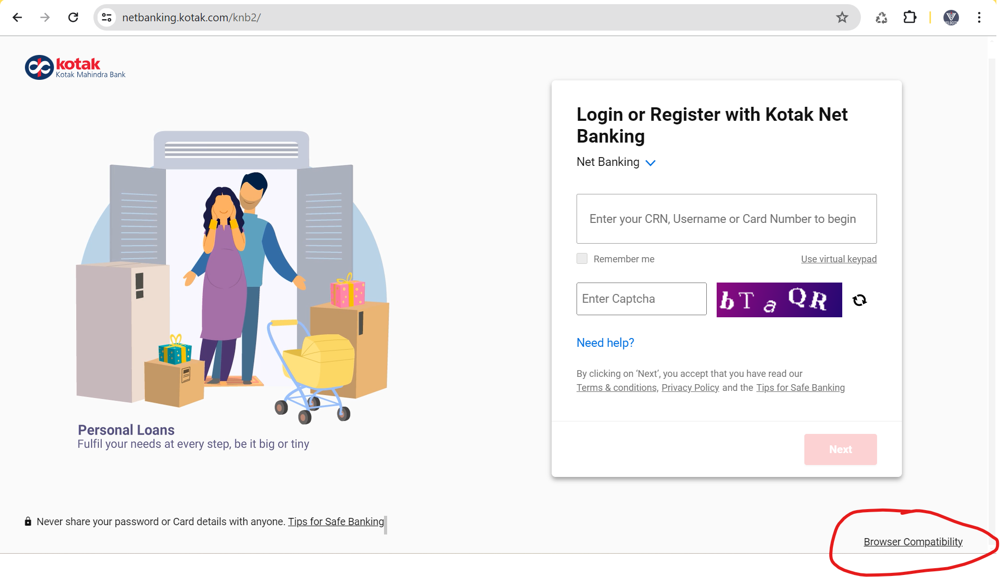 netbanking.kotak.com/knb2/
kotak
Kotak Mahindra Bank
Login or Register with Kotak Net
Banking
Net Banking
Enter your CRN, Username or Card Number to begin
Remember me
Use virtual keypad
Enter Captcha
b T a Q R
Need help?
By clicking on ‘Next’, you accept that you have read our
Terms & conditions, Privacy Policy and the Tips for Safe Banking
Next
Personal Loans
Fulfil your needs at every step, be it big or tiny
Never share your password or Card details with anyone. Tips for Safe Banking
Browser Compatibility